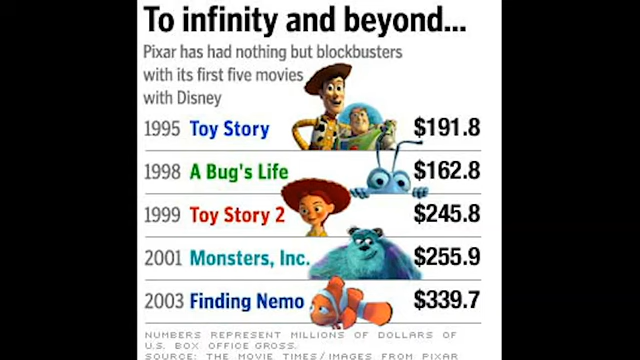 To infinity and beyond...
Pixar has had nothing but blockbusters
with its first five movies
with Disney
1995 Toy Story $191.8
1998 A Bug's Life $162.8
1999 Toy Story 2 $245.8
2001 Monsters, Inc. $255.9
2003 Finding Nemo $339.7
NUMBERS REPRESENT MILLIONS OF DOLLARS OF
U.S. BOX OFFICE GROSS.
SOURCE: THE MOVIE TIMES/IMAGES FROM PIXAR